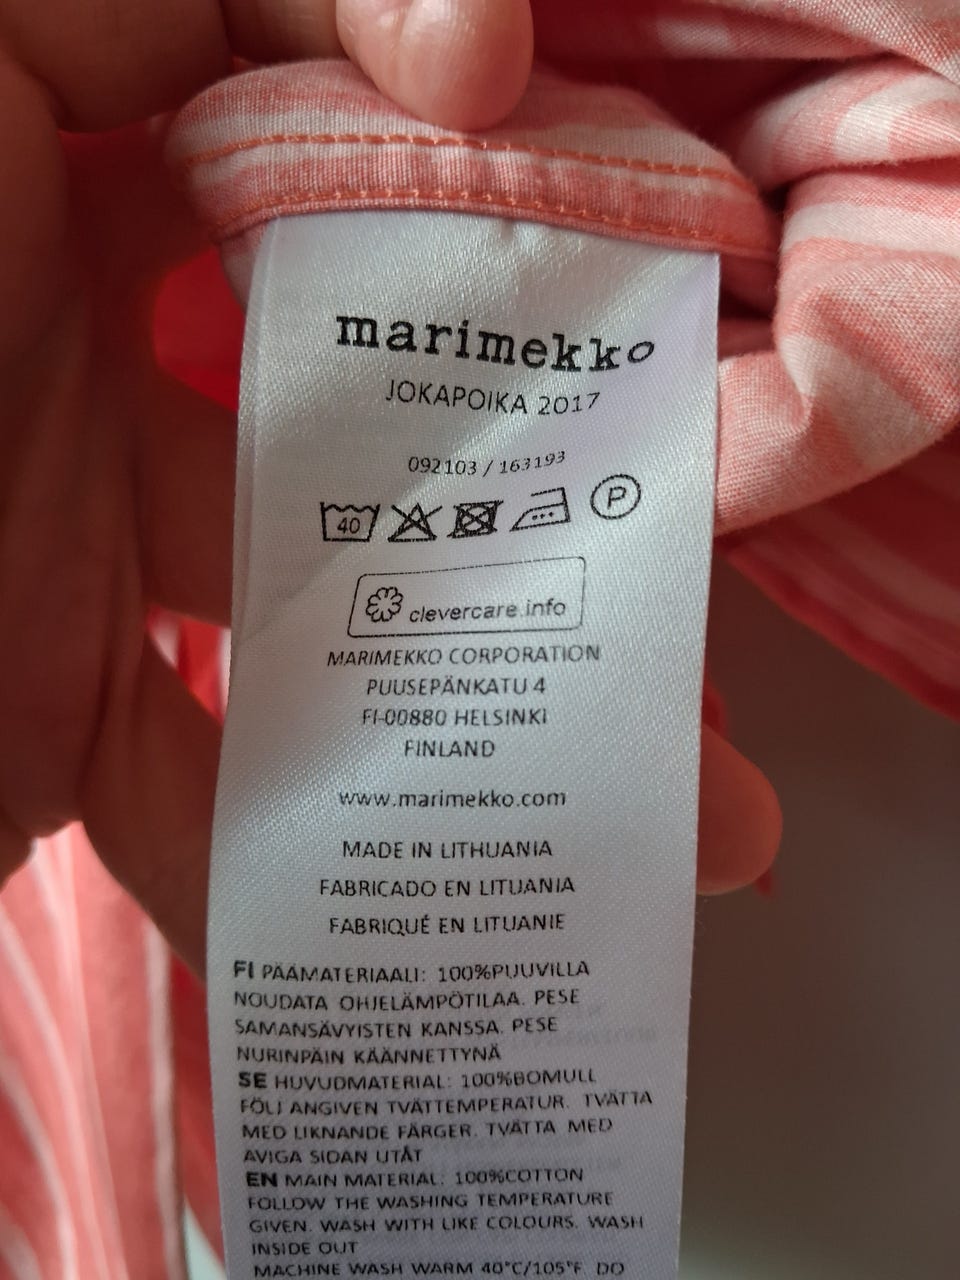 marimekko
JOKAPOIKA 2017
092103 / 163193
40
P
clevercare.info
MARIMEKKO CORPORATION
PUUSEPÄNKATU 4
FI-00880 HELSINKI
FINLAND
www.marimekko.com
MADE IN LITHUANIA
FABRICADO EN LITUANIA
FABRIQUÉ EN LITUANIE
FI PÄÄMATERIAALI: 100%PUUVILLA
NOUDATA OHJELÄMPÖTILAA. PESE
SAMANSÄVYISTEN KANSSA. PESE
NURINPÄIN KÄÄNNETTYNÄ
SE HUVUDMATERIAL: 100%BOMULL
FÖLJ ANGIVEN TVÄTTEMPERATUR. TVÄTTA
MED LIKNANDE FÄRGER. TVÄTTA MED
AVIGA SIDAN UTÅT
EN MAIN MATERIAL: 100%COTTON
FOLLOW THE WASHING TEMPERATURE
GIVEN. WASH WITH LIKE COLOURS. WASH
INSIDE OUT
MACHINE WASH WARM 40°C/105°F. DO